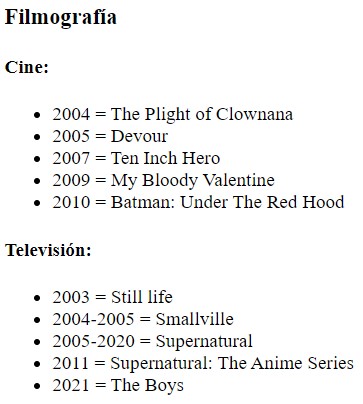 Filmografía
Cine:
2004 = The Plight of Clownana
2005 = Devour
2007 = Ten Inch Hero
2009 = My Bloody Valentine
2010 = Batman: Under The Red Hood
Televisión:
2003 = Still life
2004-2005 = Smallville
2005-2020 = Supernatural
2011 = Supernatural: The Anime Series
2021 = The Boys